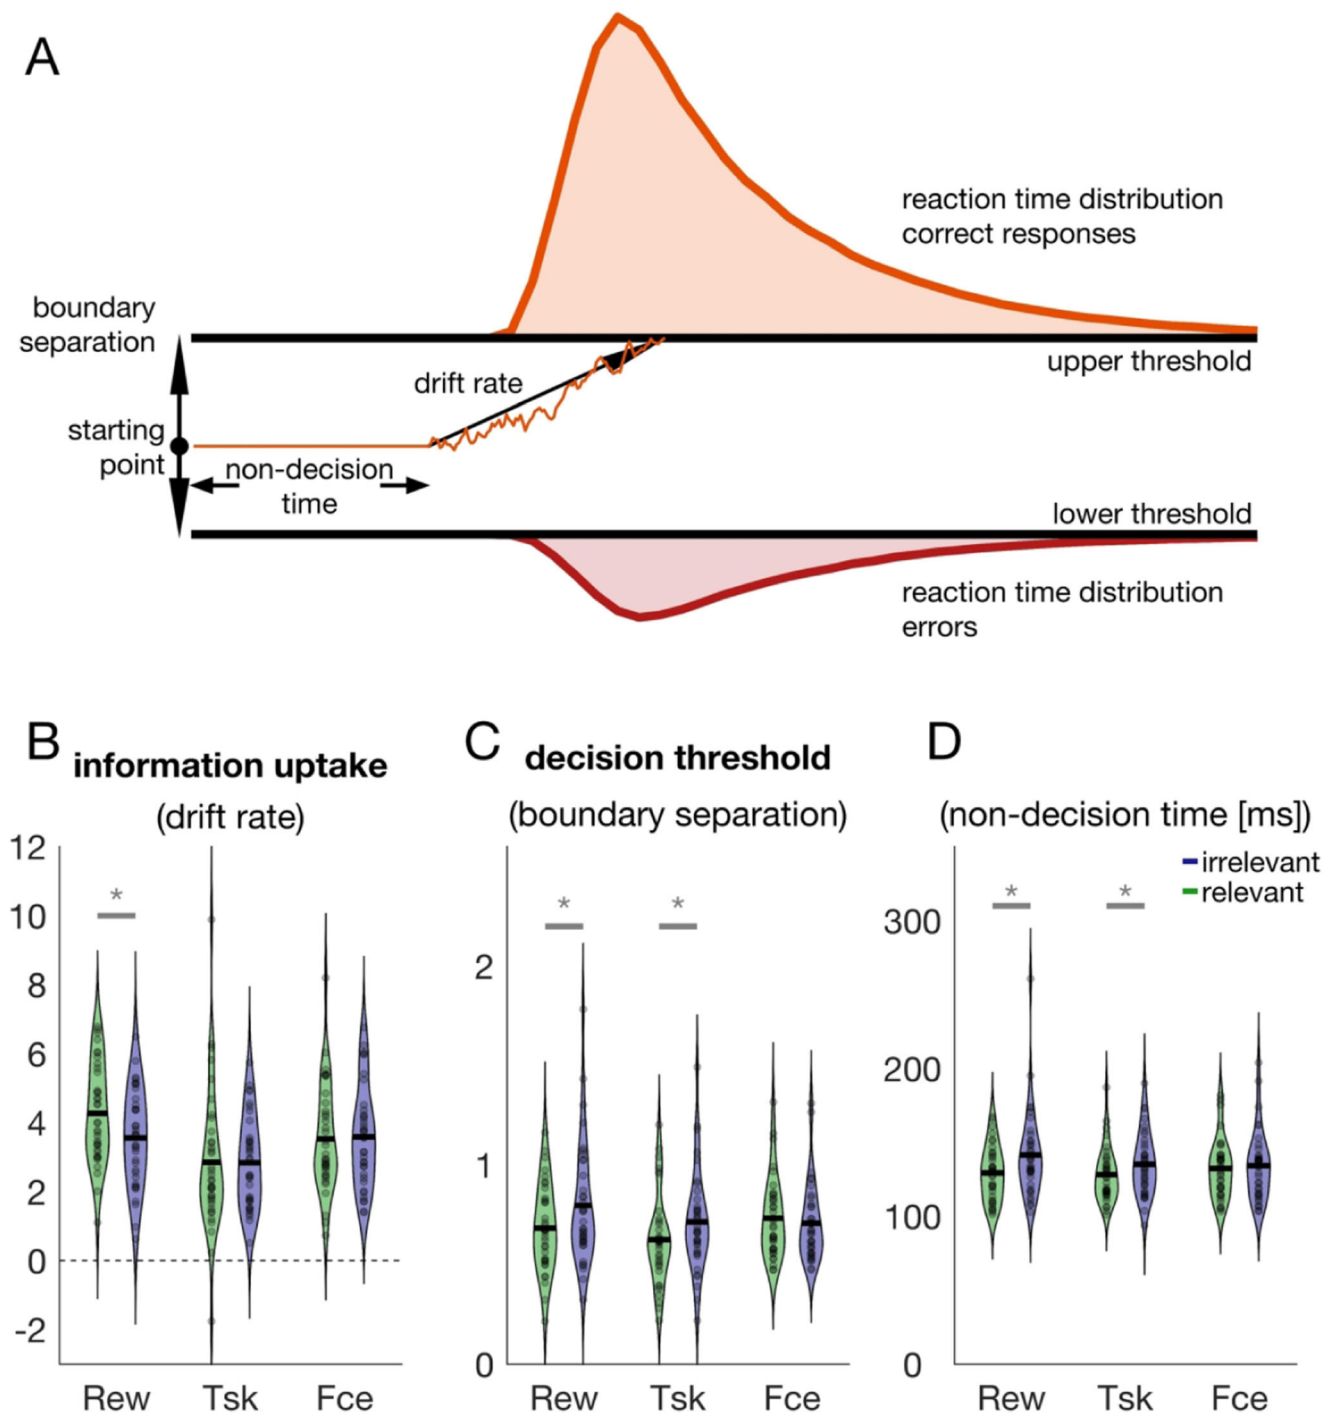 A
reaction time distribution
correct responses
boundary
separation
upper threshold
drift rate
starting
point
non-decision
time
lower threshold
reaction time distribution
errors
B
information uptake
(drift rate)
12
10
8
6
4
2
0
-2
*
Rew
Tsk
Fce
C
decision threshold
(boundary separation)
2
1
0
*
*
Rew
Tsk
Fce
D
(non-decision time [ms])
irrelevant
relevant
300
200
100
0
*
*
Rew
Tsk
Fce